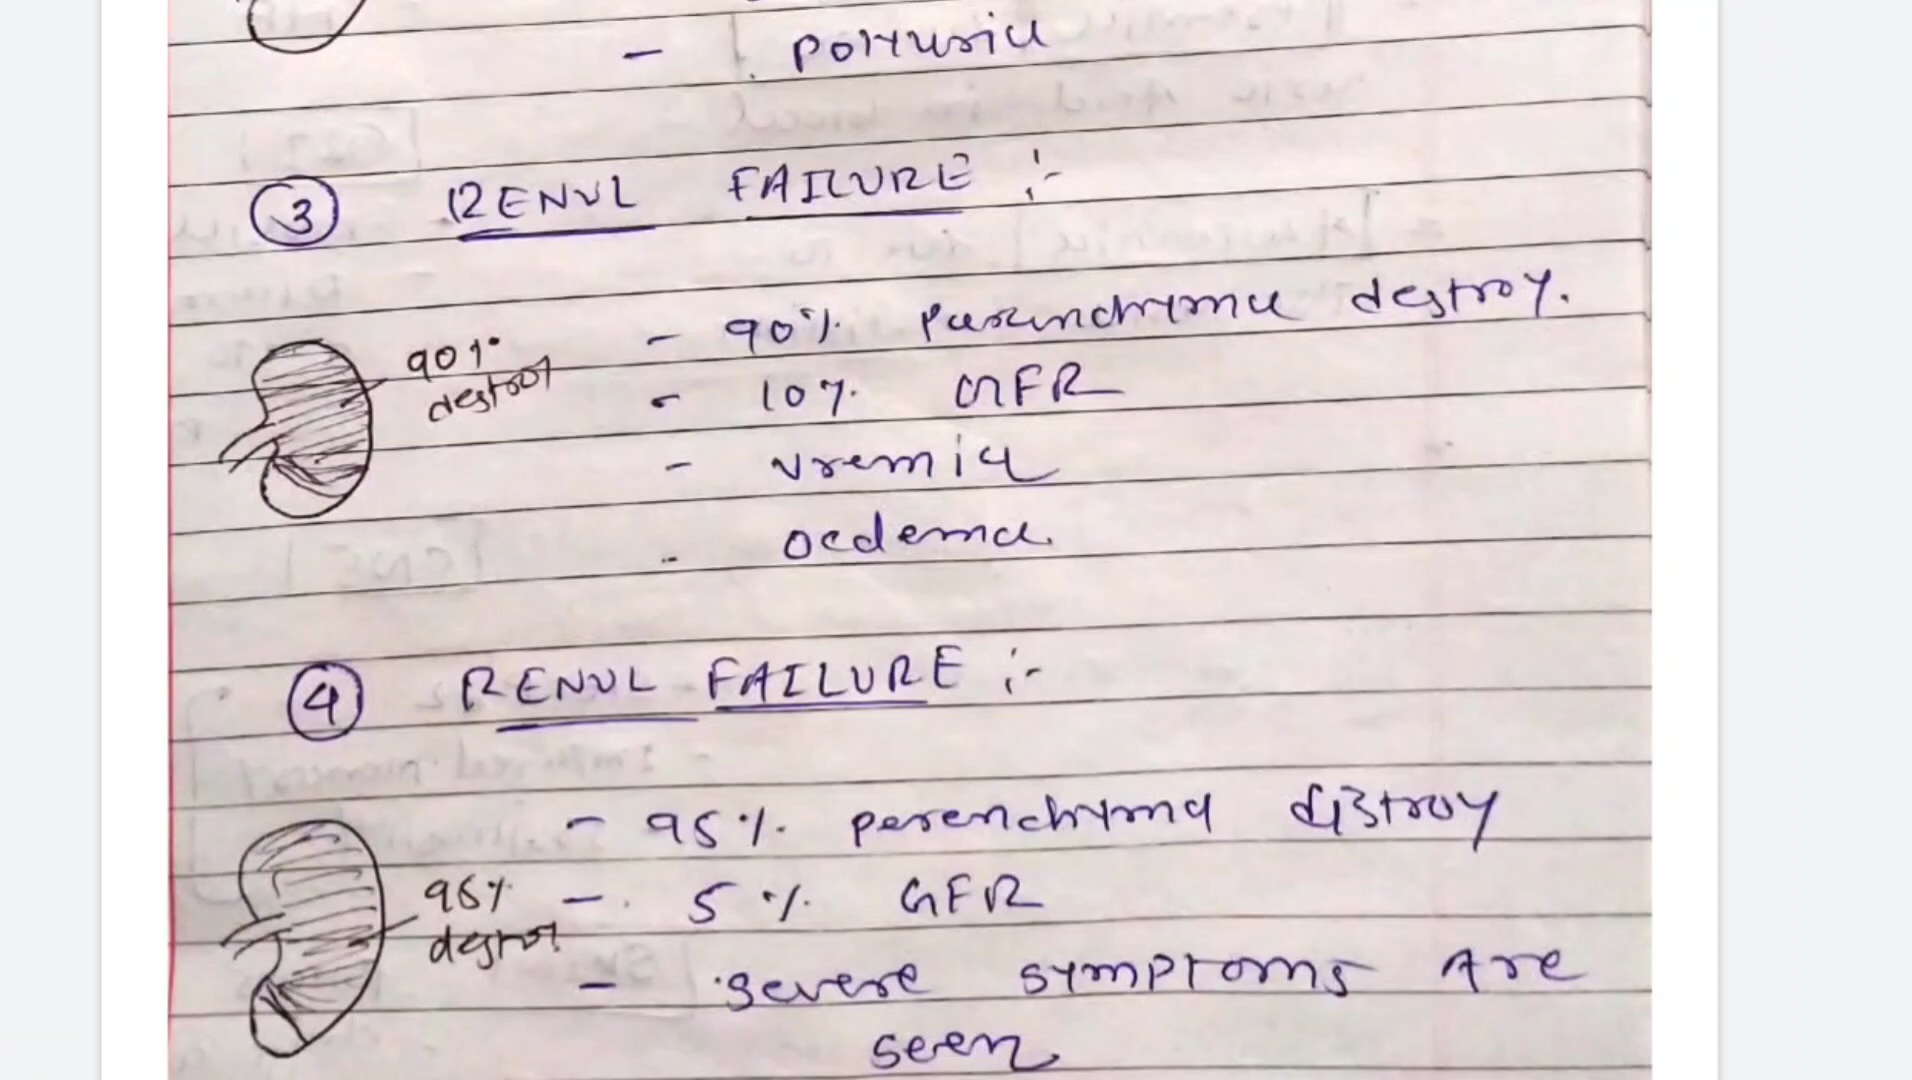 - Polyuria
③ RENAL FAILURE :-
- 90% Parenchyma destroy.
90% destroy
- 10% GFR
- Uremia
- oedema.
④ RENAL FAILURE :-
- 95% perenchyma distroy
95% destroy
- 5% GFR
- severe symptoms Are
seen